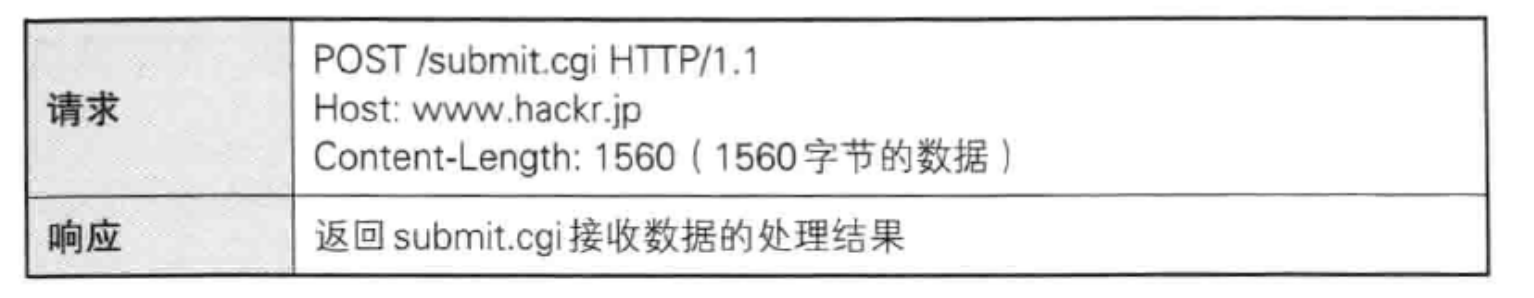 请求
POST /submit.cgi HTTP/1.1
Host: www.hackr.jp
Content-Length: 1560（1560字节的数据）
响应
返回 submit.cgi 接收数据的处理结果